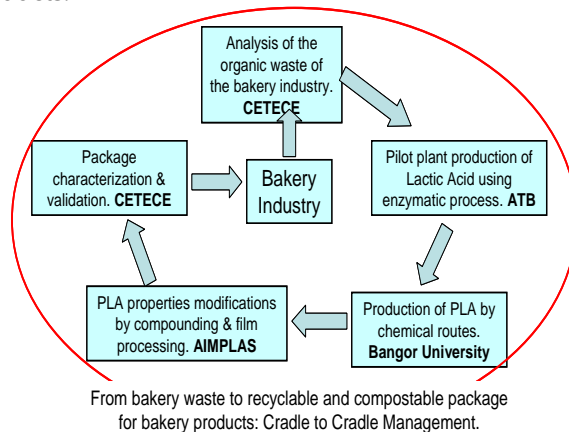 Analysis of the
organic waste of
the bakery industry.
CETECE
Package
characterization &
validation. CETECE
Bakery
Industry
Pilot plant production of
Lactic Acid using
enzymatic process. ATB
PLA properties modifications
by compounding & film
processing. AIMPLAS
Production of PLA by
chemical routes.
Bangor University
From bakery waste to recyclable and compostable package
for bakery products: Cradle to Cradle Management.